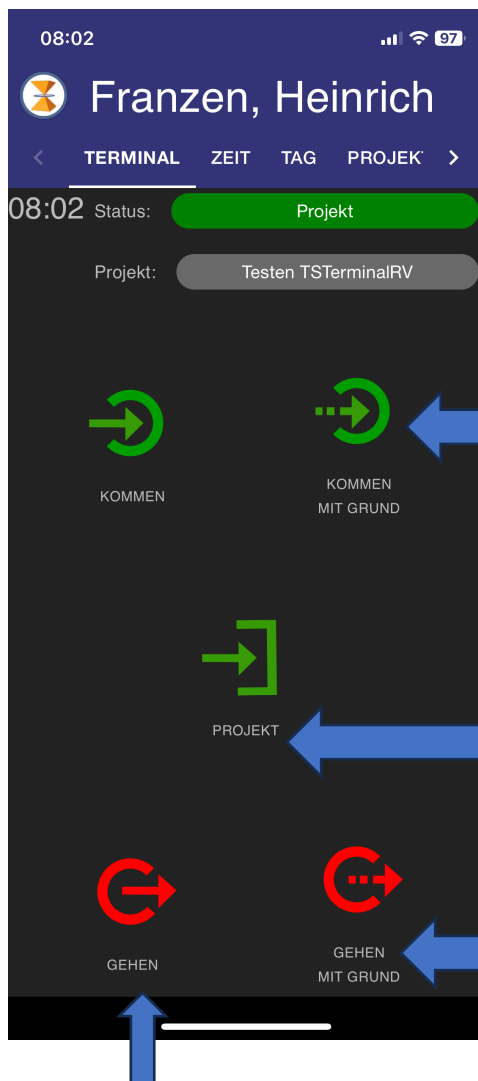 08:02
97
Franzen, Heinrich
TERMINAL ZEIT TAG PROJEKT
08:02 Status: Projekt
Projekt: Testen TSTerminalRV
KOMMEN
KOMMEN
MIT GRUND
PROJEKT
GEHEN
GEHEN
MIT GRUND